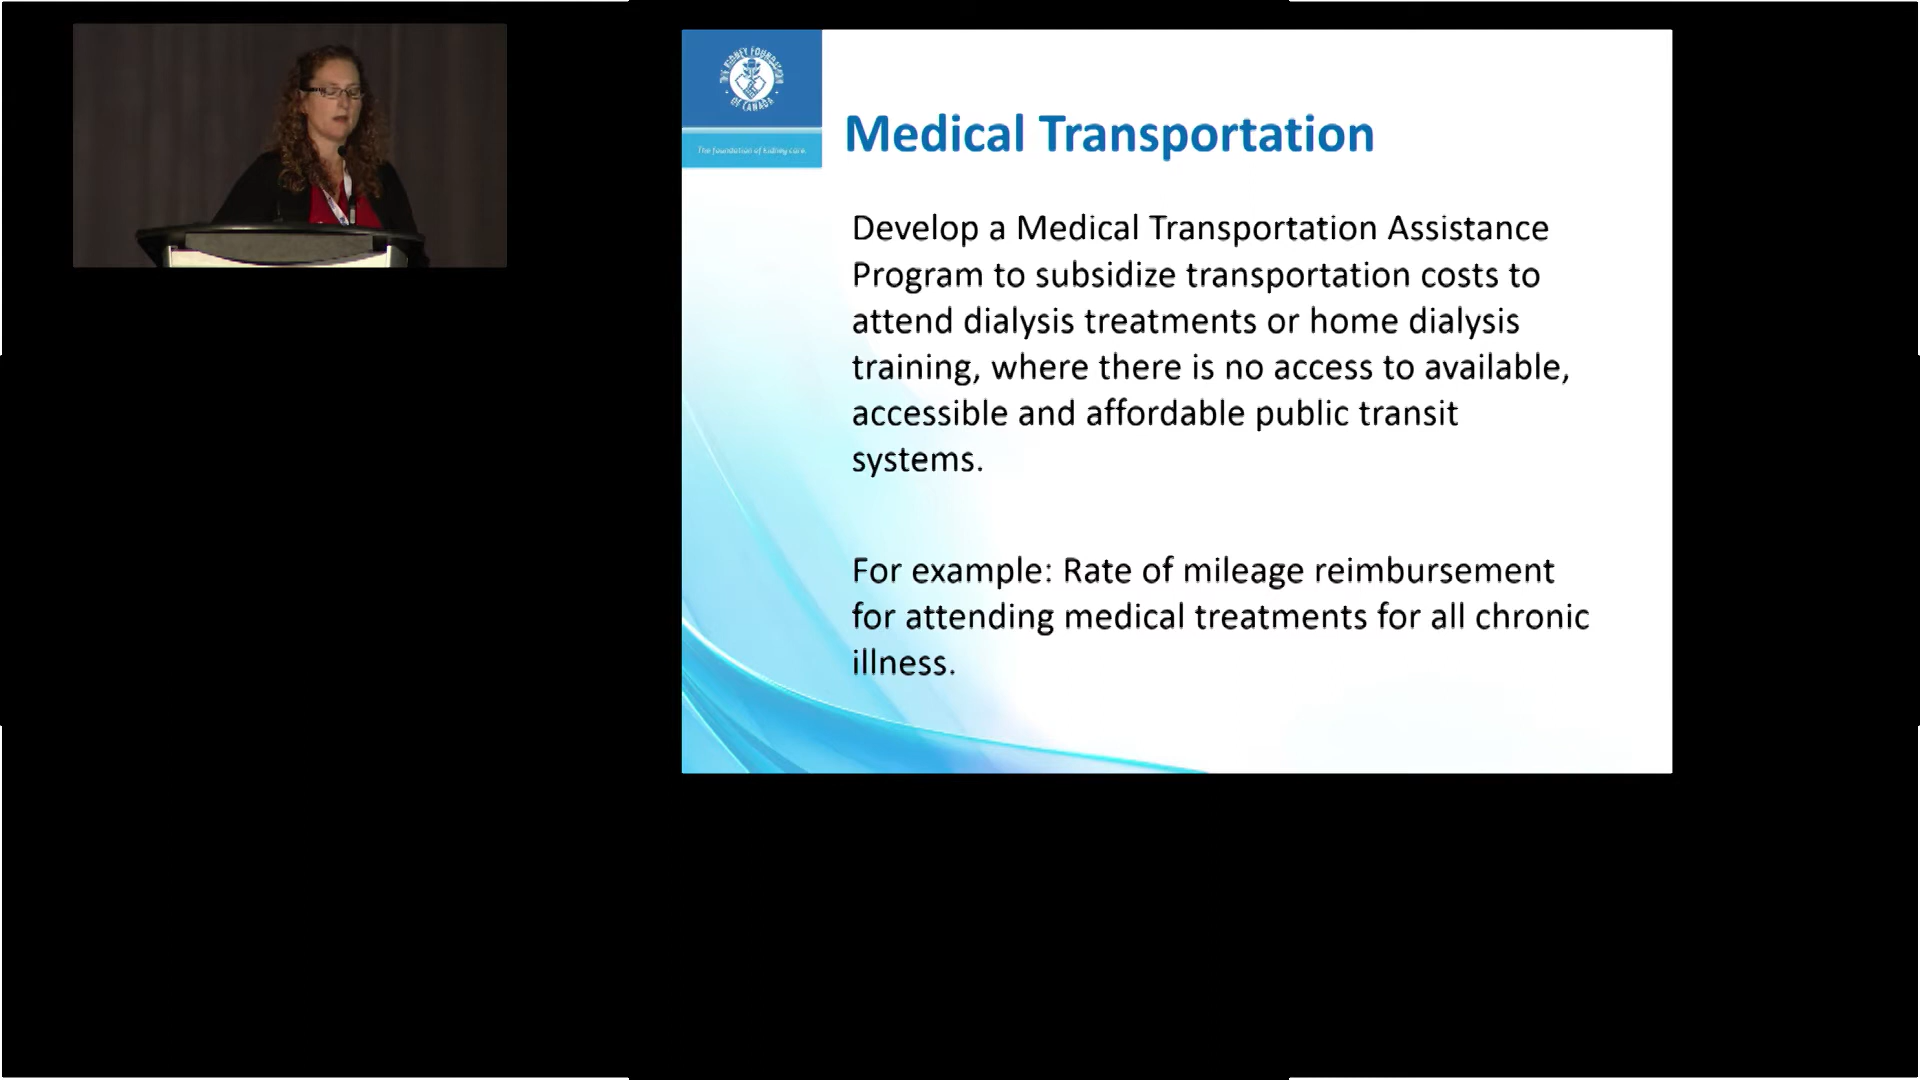 THE KIDNEY FOUNDATION
OF CANADA
The foundation of kidney care.
Medical Transportation
Develop a Medical Transportation Assistance
Program to subsidize transportation costs to
attend dialysis treatments or home dialysis
training, where there is no access to available,
accessible and affordable public transit
systems.
For example: Rate of mileage reimbursement
for attending medical treatments for all chronic
illness.